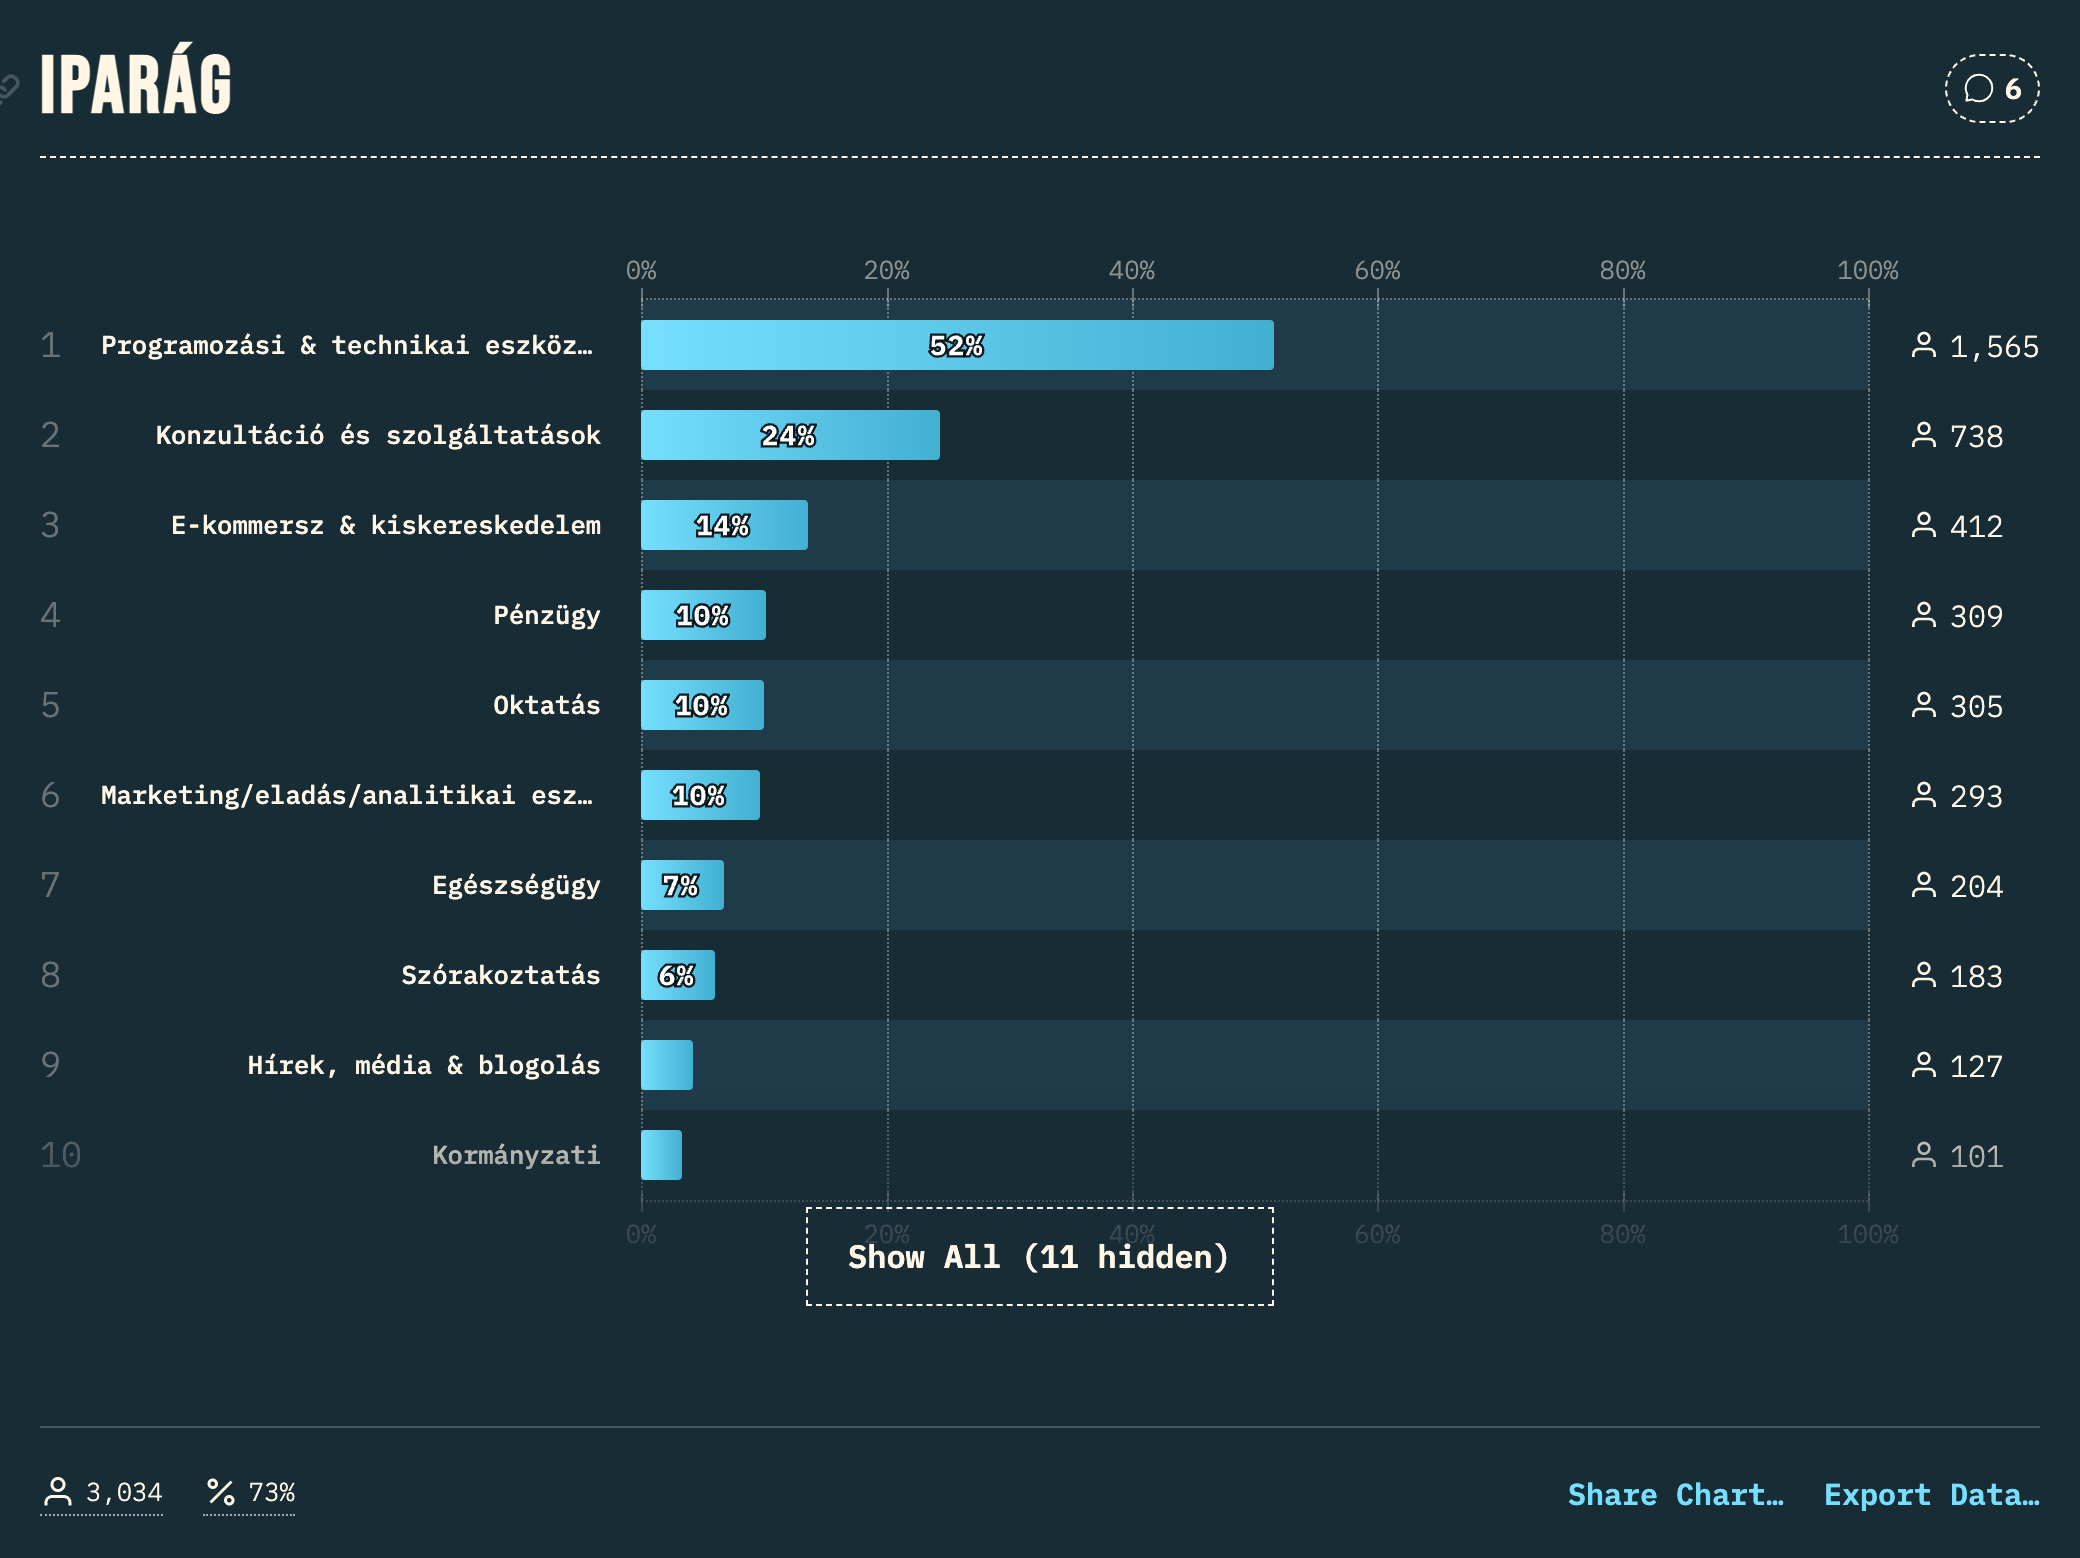 IPARÁG
6
0% 20% 40% 60% 80% 100%
1 Programozási & technikai eszköz… 52% 1,565
2 Konzultáció és szolgáltatások 24% 738
3 E-kommersz & kiskereskedelem 14% 412
4 Pénzügy 10% 309
5 Oktatás 10% 305
6 Marketing/eladás/analitikai esz… 10% 293
7 Egészségügy 7% 204
8 Szórakoztatás 6% 183
9 Hírek, média & blogolás 127
10 Kormányzati 101
0% 20% 40% 60% 80% 100%
Show All (11 hidden)
3,034 73% Share Chart… Export Data…